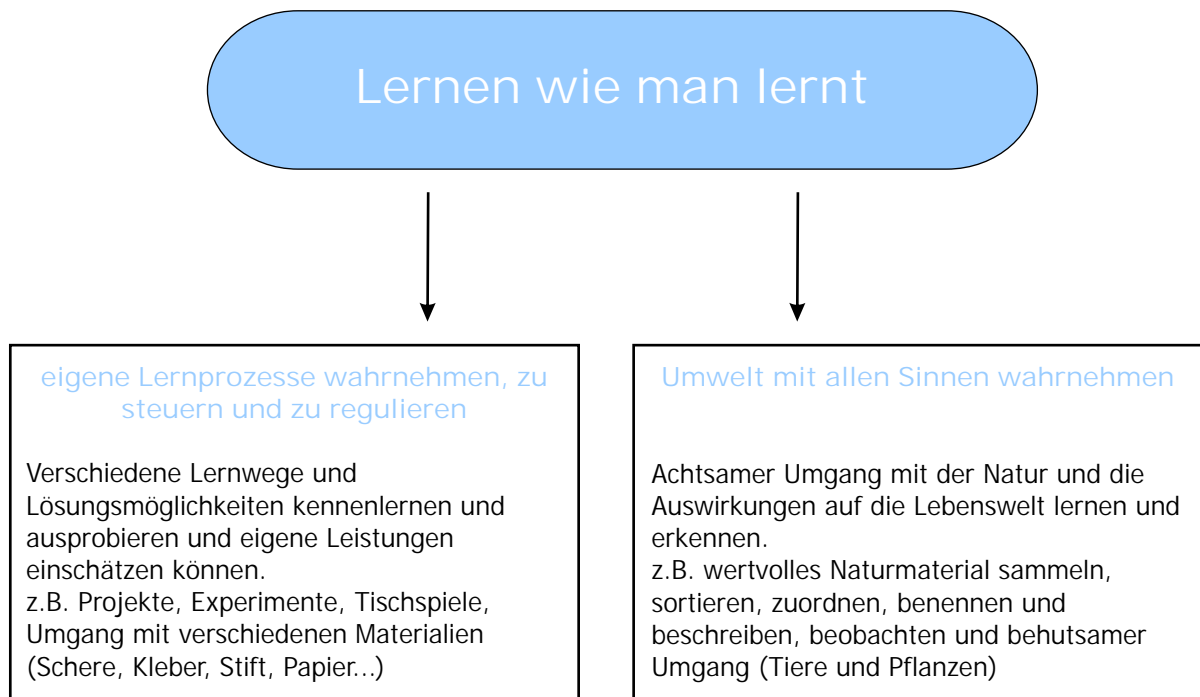 Lernen wie man lernt
eigene Lernprozesse wahrnehmen, zu
steuern und zu regulieren
Verschiedene Lernwege und
Lösungsmöglichkeiten kennenlernen und
ausprobieren und eigene Leistungen
einschätzen können.
z.B. Projekte, Experimente, Tischspiele,
Umgang mit verschiedenen Materialien
(Schere, Kleber, Stift, Papier...)
Umwelt mit allen Sinnen wahrnehmen
Achtsamer Umgang mit der Natur und die
Auswirkungen auf die Lebenswelt lernen und
erkennen.
z.B. wertvolles Naturmaterial sammeln,
sortieren, zuordnen, benennen und
beschreiben, beobachten und behutsamer
Umgang (Tiere und Pflanzen)